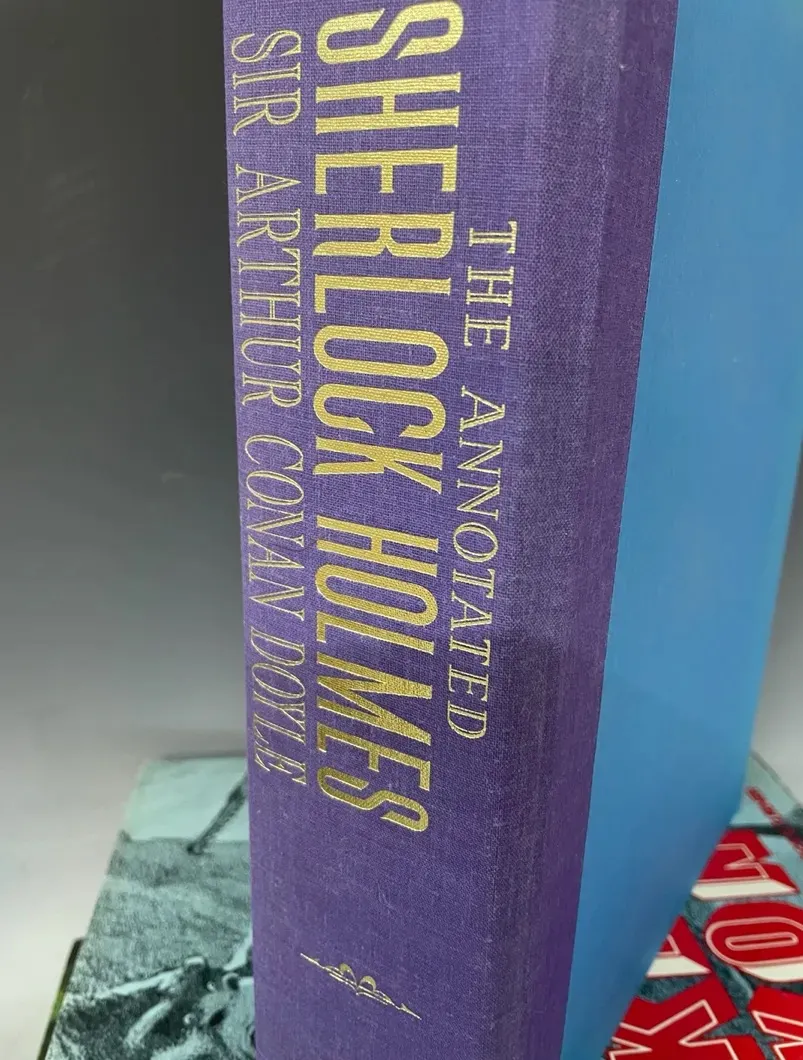 THE ANNOTATED
SHERLOCK HOLMES
SIR ARTHUR CONAN DOYLE